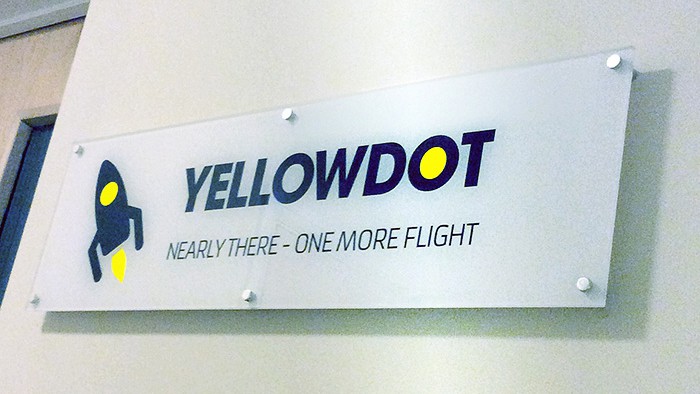 YELLOWDOT
NEARLY THERE - ONE MORE FLIGHT